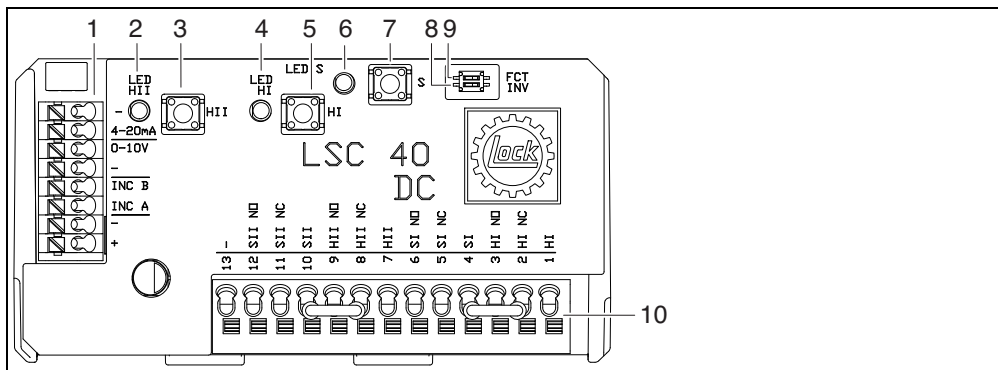 1 2 3 4 5 6 7 8 9
LED HII
HII
LED HI
LED S
HI
S
FCT
INV
-
4-20mA
0-10V
-
INC B
INC A
-
+
LSC 40
DC
Lock
13 -
12 SII NO
11 SII NC
10 SII
9 HII NO
8 HII NC
7 HII
6 SI NO
5 SI NC
4 SI
3 HI NO
2 HI NC
1 HI
10